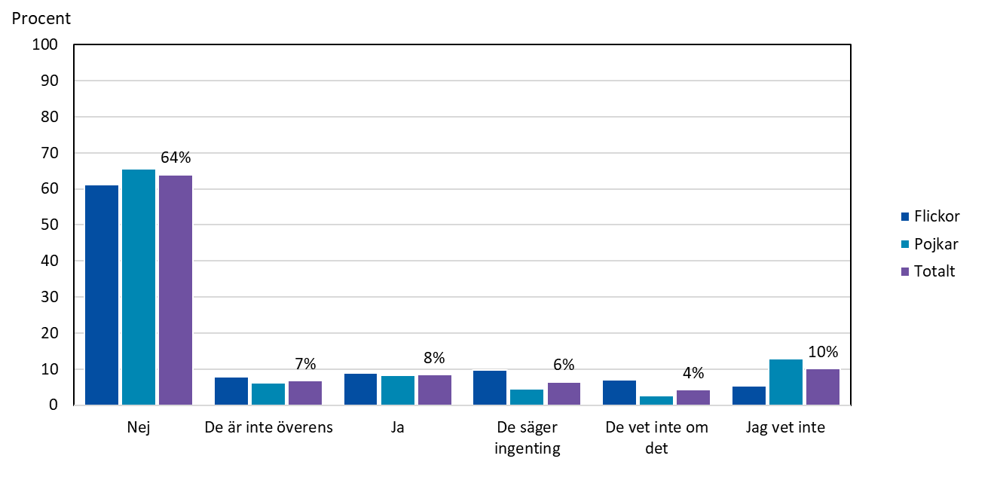 Procent
100
90
80
70
60
50
40
30
20
10
0
64%
7%
8%
6%
4%
10%
Nej
De är inte överens
Ja
De säger
ingenting
De vet inte om
det
Jag vet inte
Flickor
Pojkar
Totalt